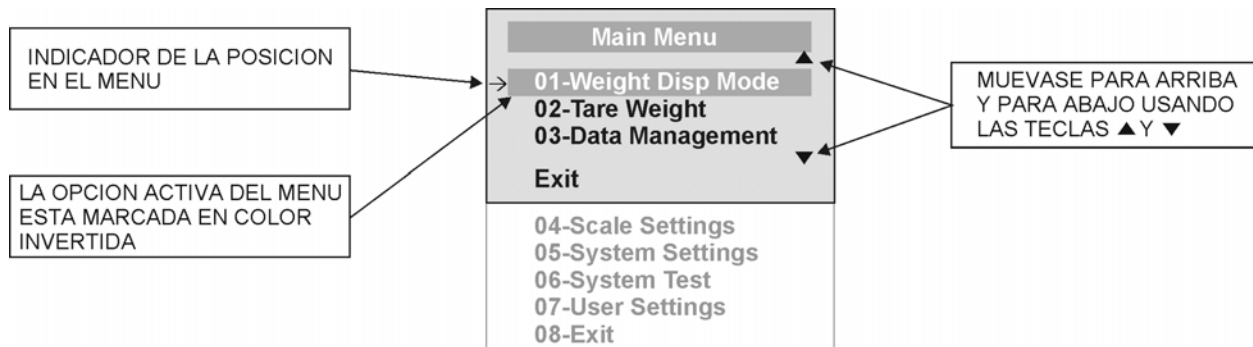 INDICADOR DE LA POSICION
EN EL MENU
LA OPCION ACTIVA DEL MENU
ESTA MARCADA EN COLOR
INVERTIDA
Main Menu
01-Weight Disp Mode
02-Tare Weight
03-Data Management
Exit
04-Scale Settings
05-System Settings
06-System Test
07-User Settings
08-Exit
MUEVASE PARA ARRIBA
Y PARA ABAJO USANDO
LAS TECLAS ▲Y ▼